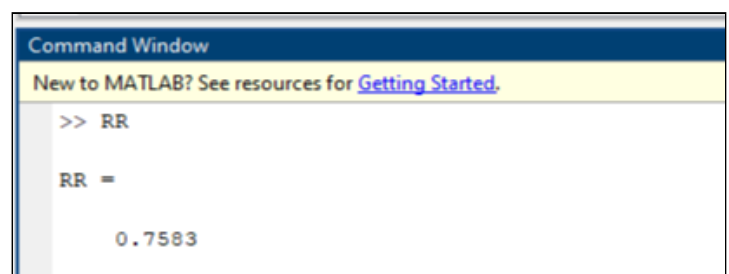 Command Window
New to MATLAB? See resources for Getting Started.
>> RR
RR =
0.7583